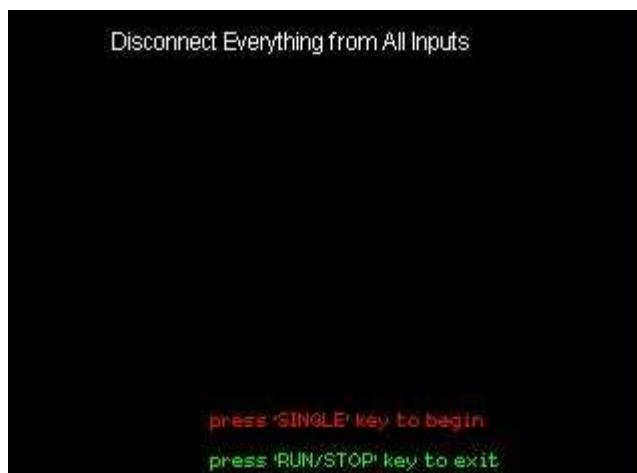 Disconnect Everything from All Inputs
press 'SINGLE' key to begin
press 'RUN/STOP' key to exit